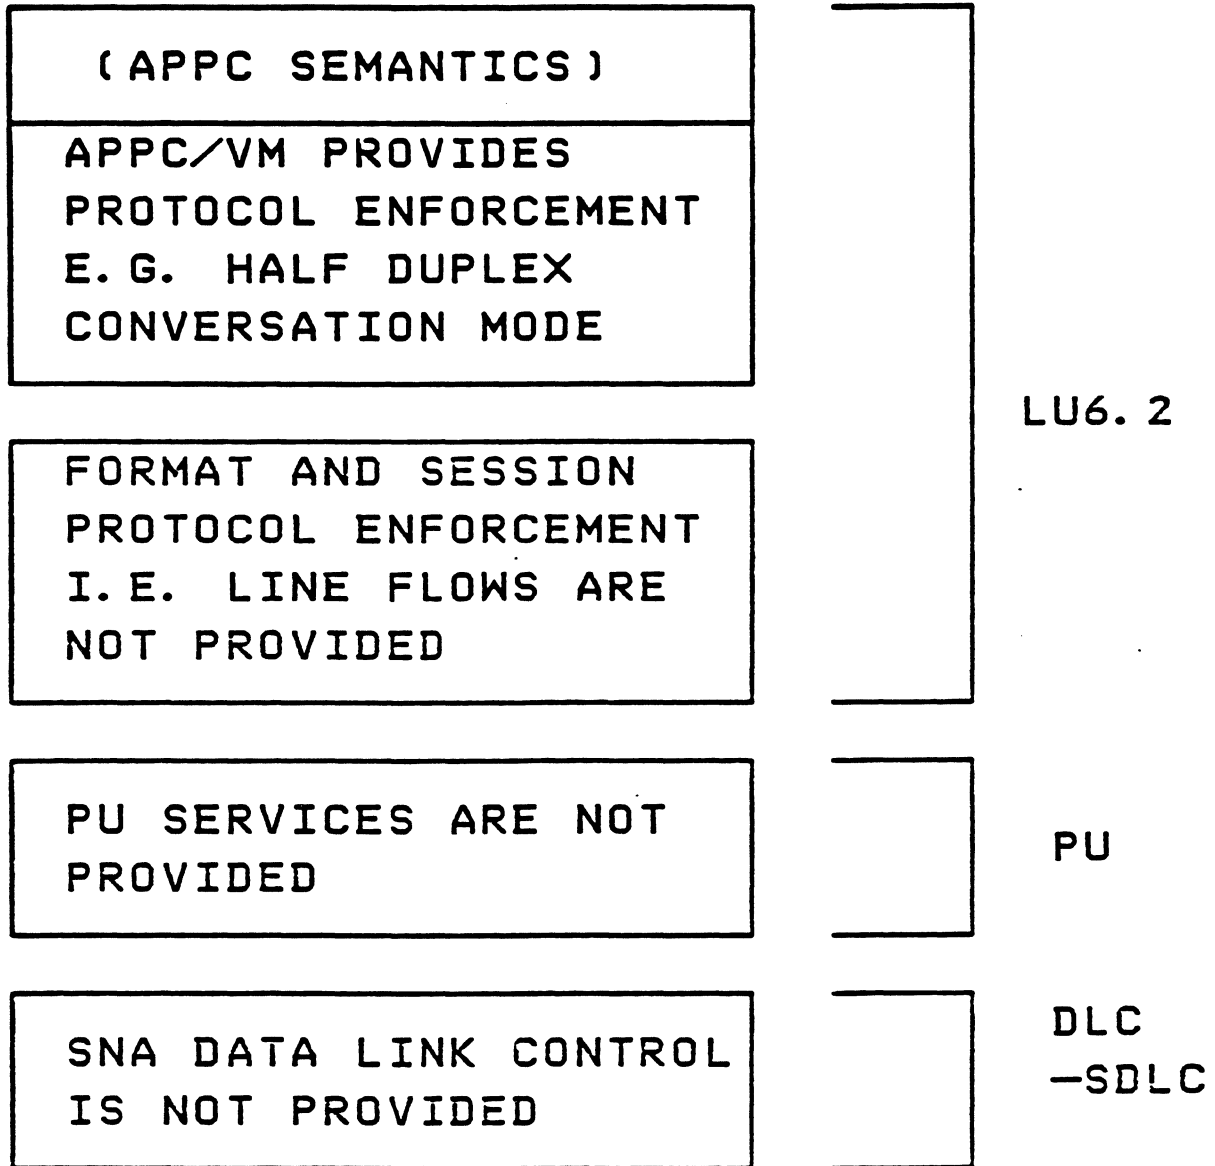 (APPC SEMANTICS)
APPC/VM PROVIDES
PROTOCOL ENFORCEMENT
E.G. HALF DUPLEX
CONVERSATION MODE
LU6.2
FORMAT AND SESSION
PROTOCOL ENFORCEMENT
I.E. LINE FLOWS ARE
NOT PROVIDED
PU SERVICES ARE NOT
PROVIDED
PU
SNA DATA LINK CONTROL
IS NOT PROVIDED
DLC
-SDLC